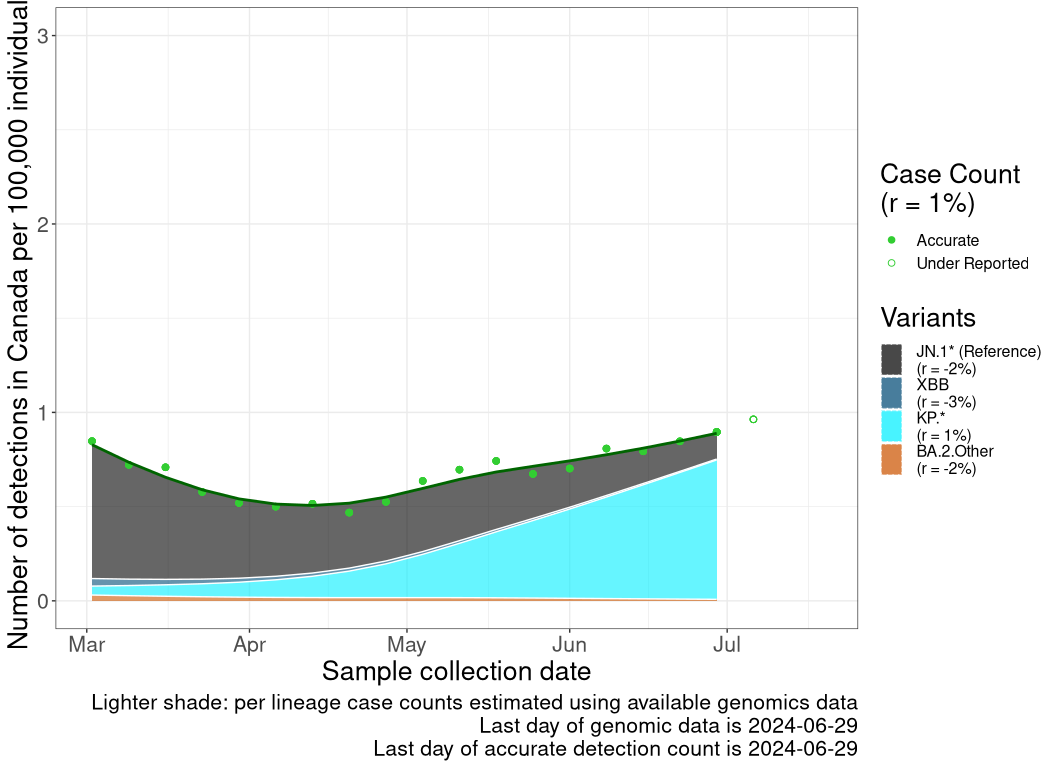 Number of detections in Canada per 100,000 individual
3
2
1
0
Mar Apr May Jun Jul
Sample collection date
Lighter shade: per lineage case counts estimated using available genomics data
Last day of genomic data is 2024-06-29
Last day of accurate detection count is 2024-06-29
Case Count
(r = 1%)
Accurate
Under Reported
Variants
JN.1* (Reference)
(r = -2%)
XBB
(r = -3%)
KP.*
(r = 1%)
BA.2.Other
(r = -2%)